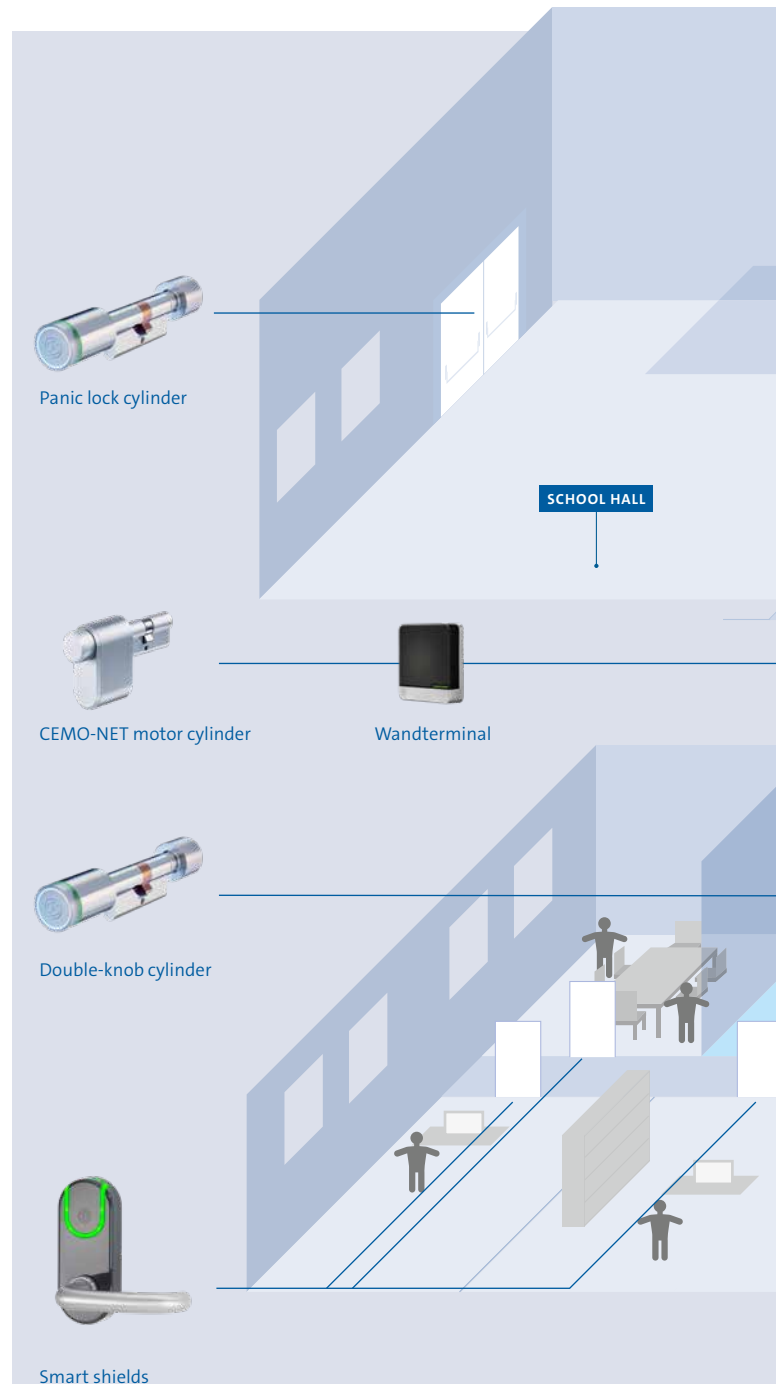 Panic lock cylinder
SCHOOL HALL
CEMO-NET motor cylinder
Wandterminal
Double-knob cylinder
Smart shields